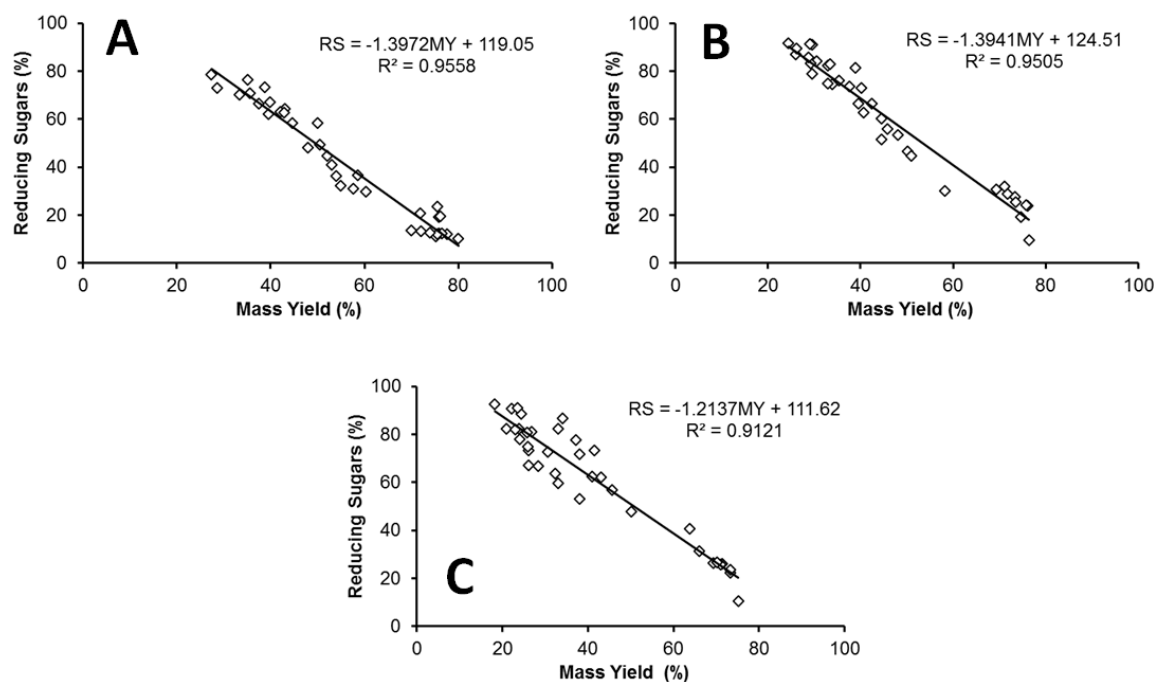 A
RS = -1.3972MY + 119.05
R² = 0.9558
Reducing Sugars (%)
100
80
60
40
20
0
0 20 40 60 80 100
Mass Yield (%)
B
RS = -1.3941MY + 124.51
R² = 0.9505
Reducing Sugars (%)
100
80
60
40
20
0
0 20 40 60 80 100
Mass Yield (%)
RS = -1.2137MY + 111.62
R² = 0.9121
Reducing Sugars (%)
100
80
60
40
20
0
C
0 20 40 60 80 100
Mass Yield (%)